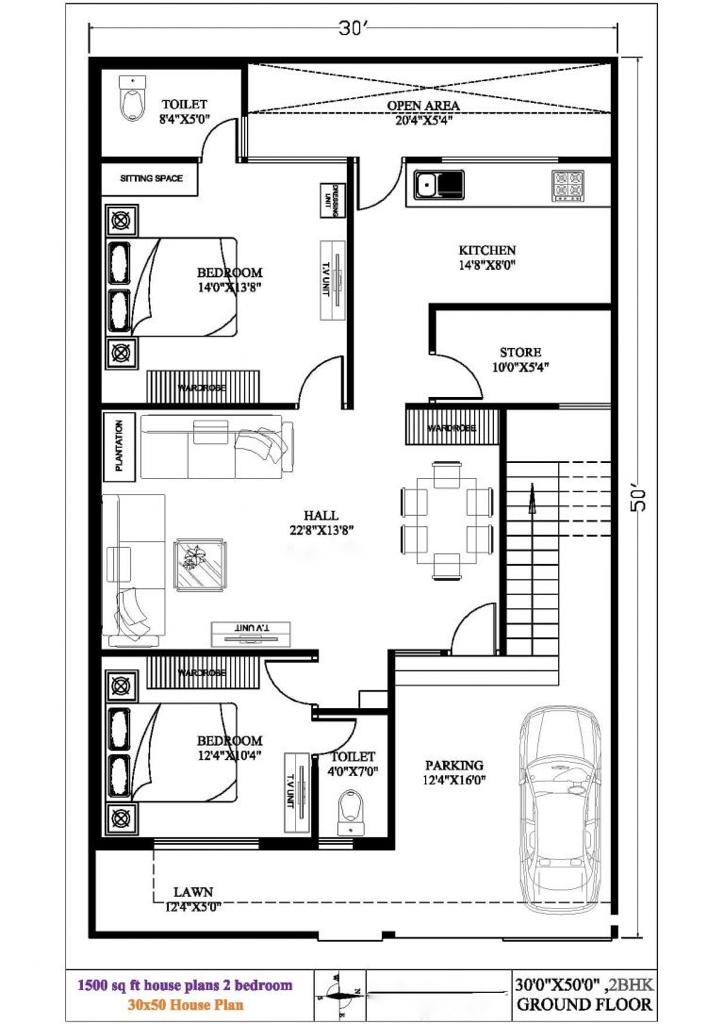 30'
TOILET
8'4"X5'0"
OPEN AREA
20'4"X5'4"
SITTING SPACE
DRESSING
UNIT
KITCHEN
14'8"X8'0"
BEDROOM
14'0"X13'8"
T.V UNIT
STORE
10'0"X5'4"
WARDROBE
WARDROBE
PLANTATION
50'
HALL
22'8"X13'8"
T.V UNIT
WARDROBE
BEDROOM
12'4"X10'4"
T.V UNIT
TOILET
4'0"X7'0"
PARKING
12'4"X16'0"
LAWN
12'4"X5'0"
1500 sq ft house plans 2 bedroom
30x50 House Plan
W
N
S
E
30'0"X50'0" ,2BHK
GROUND FLOOR